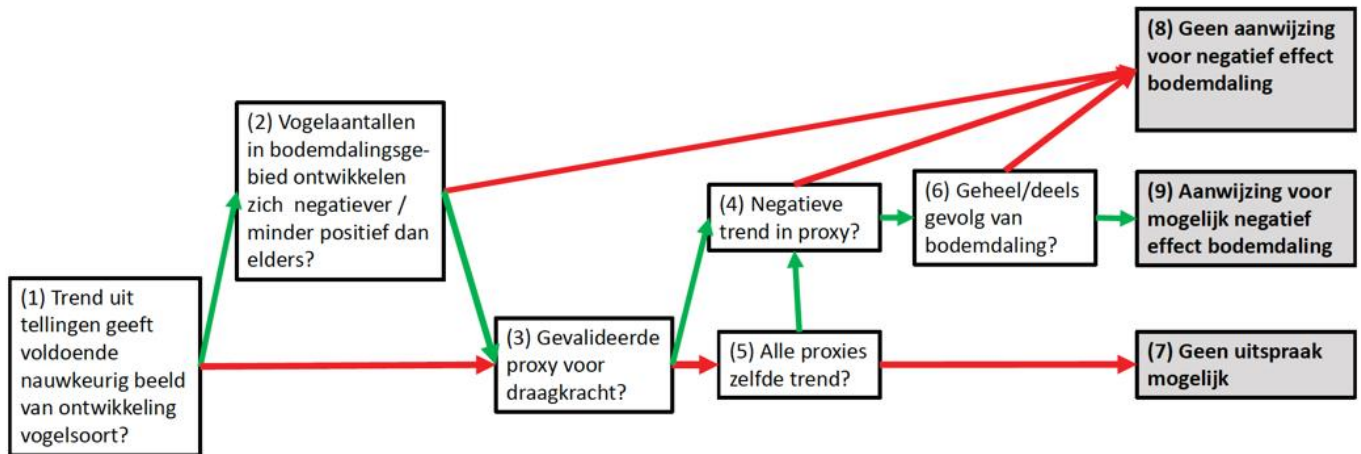 (8) Geen aanwijzing
voor negatief effect
bodemdaling
(2) Vogelaantallen
in bodemdalingsge-
bied ontwikkelen
zich negatiever /
minder positief dan
elders?
(4) Negatieve
trend in proxy?
(6) Geheel/deels
gevolg van
bodemdaling?
(9) Aanwijzing voor
mogelijk negatief
effect bodemdaling
(1) Trend uit
tellingen geeft
voldoende
nauwkeurig beeld
van ontwikkeling
vogelsoort?
(3) Gevalideerde
proxy voor
draagkracht?
(5) Alle proxies
zelfde trend?
(7) Geen uitspraak
mogelijk